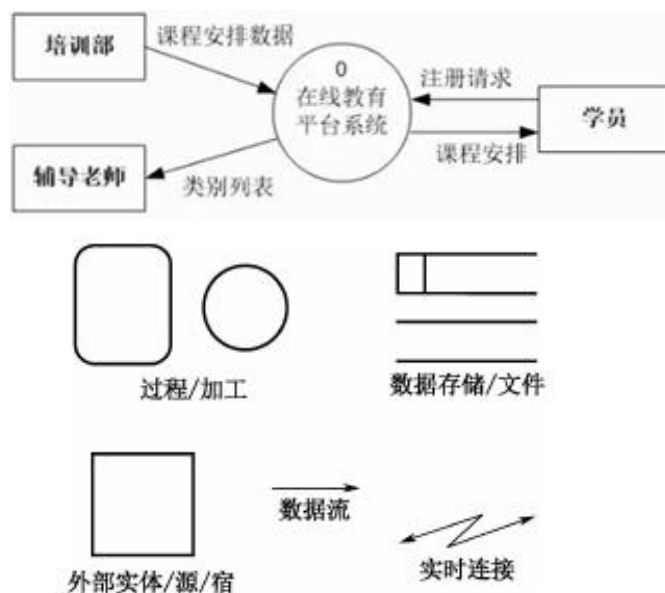 培训部
课程安排数据
0
在线教育
平台系统
注册请求
学员
课程安排
辅导老师
类别列表
过程/加工
数据存储/文件
数据流
外部实体/源/宿
实时连接